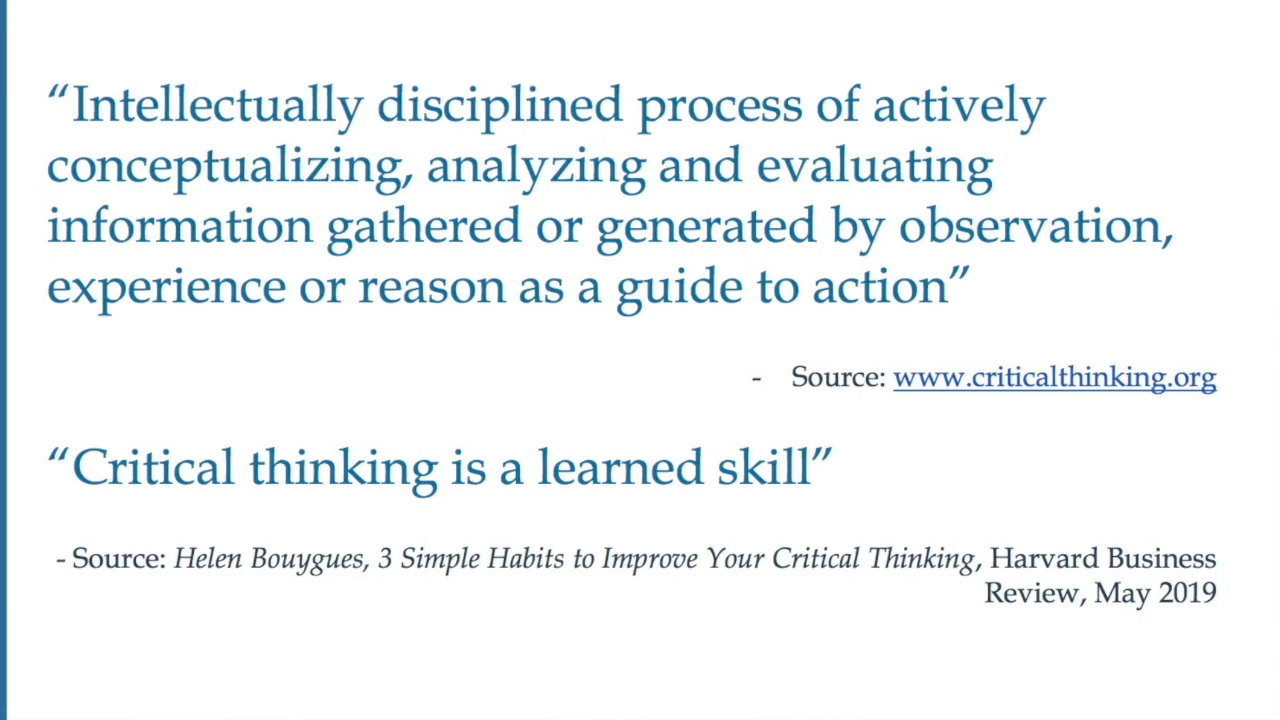 “Intellectually disciplined process of actively
conceptualizing, analyzing and evaluating
information gathered or generated by observation,
experience or reason as a guide to action”
- Source: www.criticalthinking.org
“Critical thinking is a learned skill”
- Source: Helen Bouygues, 3 Simple Habits to Improve Your Critical Thinking, Harvard Business
Review, May 2019